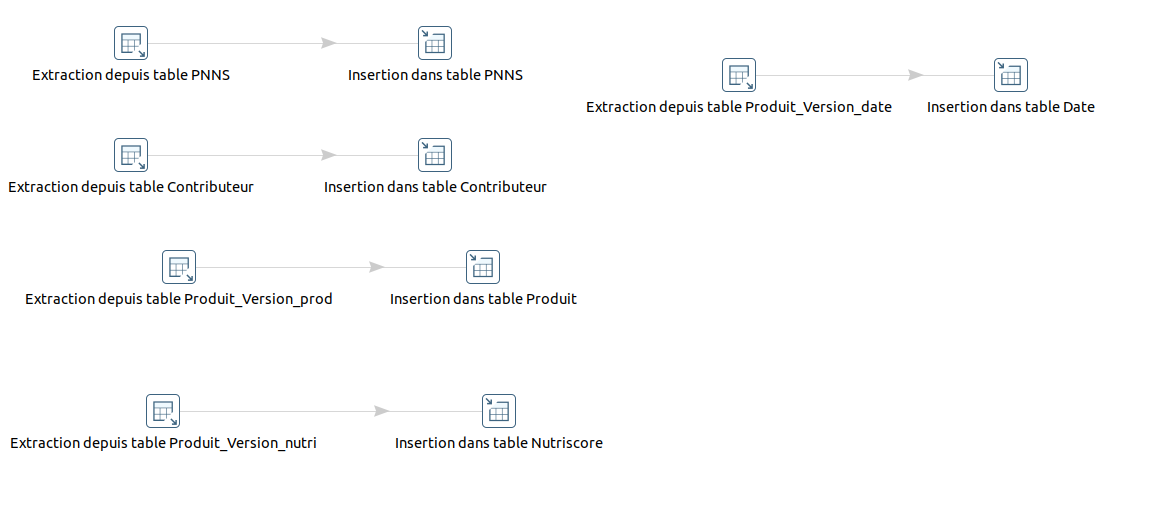 Extraction depuis table PNNS
Insertion dans table PNNS
Extraction depuis table Produit_Version_date
Insertion dans table Date
Extraction depuis table Contributeur
Insertion dans table Contributeur
Extraction depuis table Produit_Version_prod
Insertion dans table Produit
Extraction depuis table Produit_Version_nutri
Insertion dans table Nutriscore